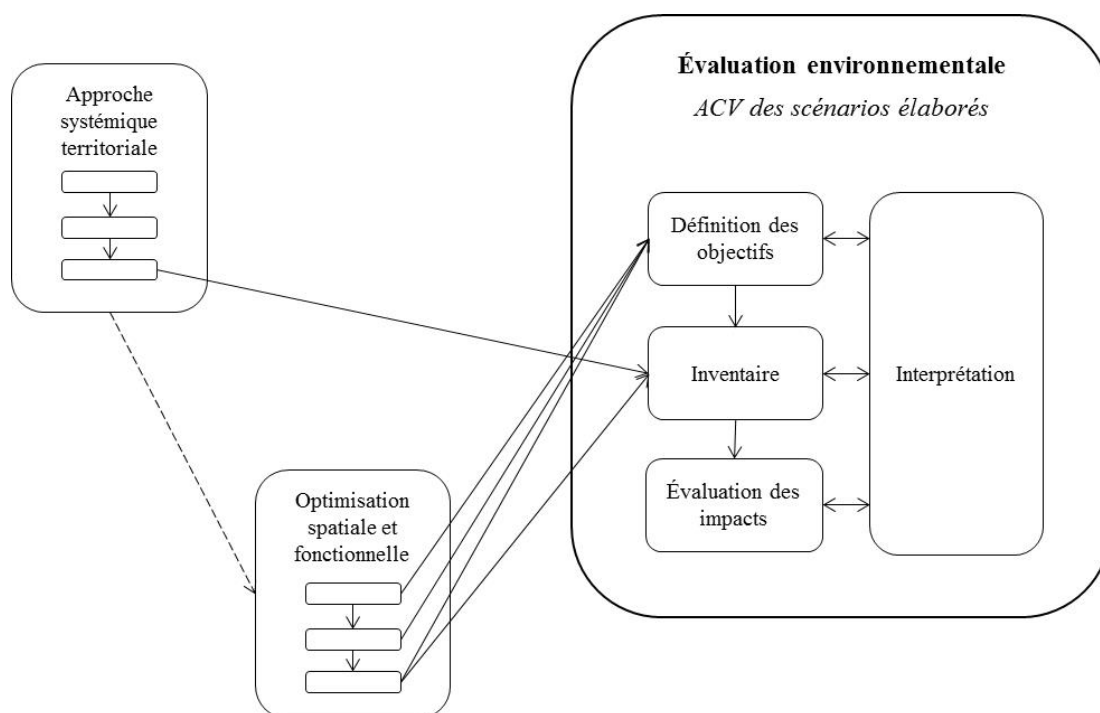 Approche
systémique
territoriale
Évaluation environnementale
ACV des scénarios élaborés
Définition des
objectifs
Inventaire
Interprétation
Évaluation des
impacts
Optimisation
spatiale et
fonctionnelle